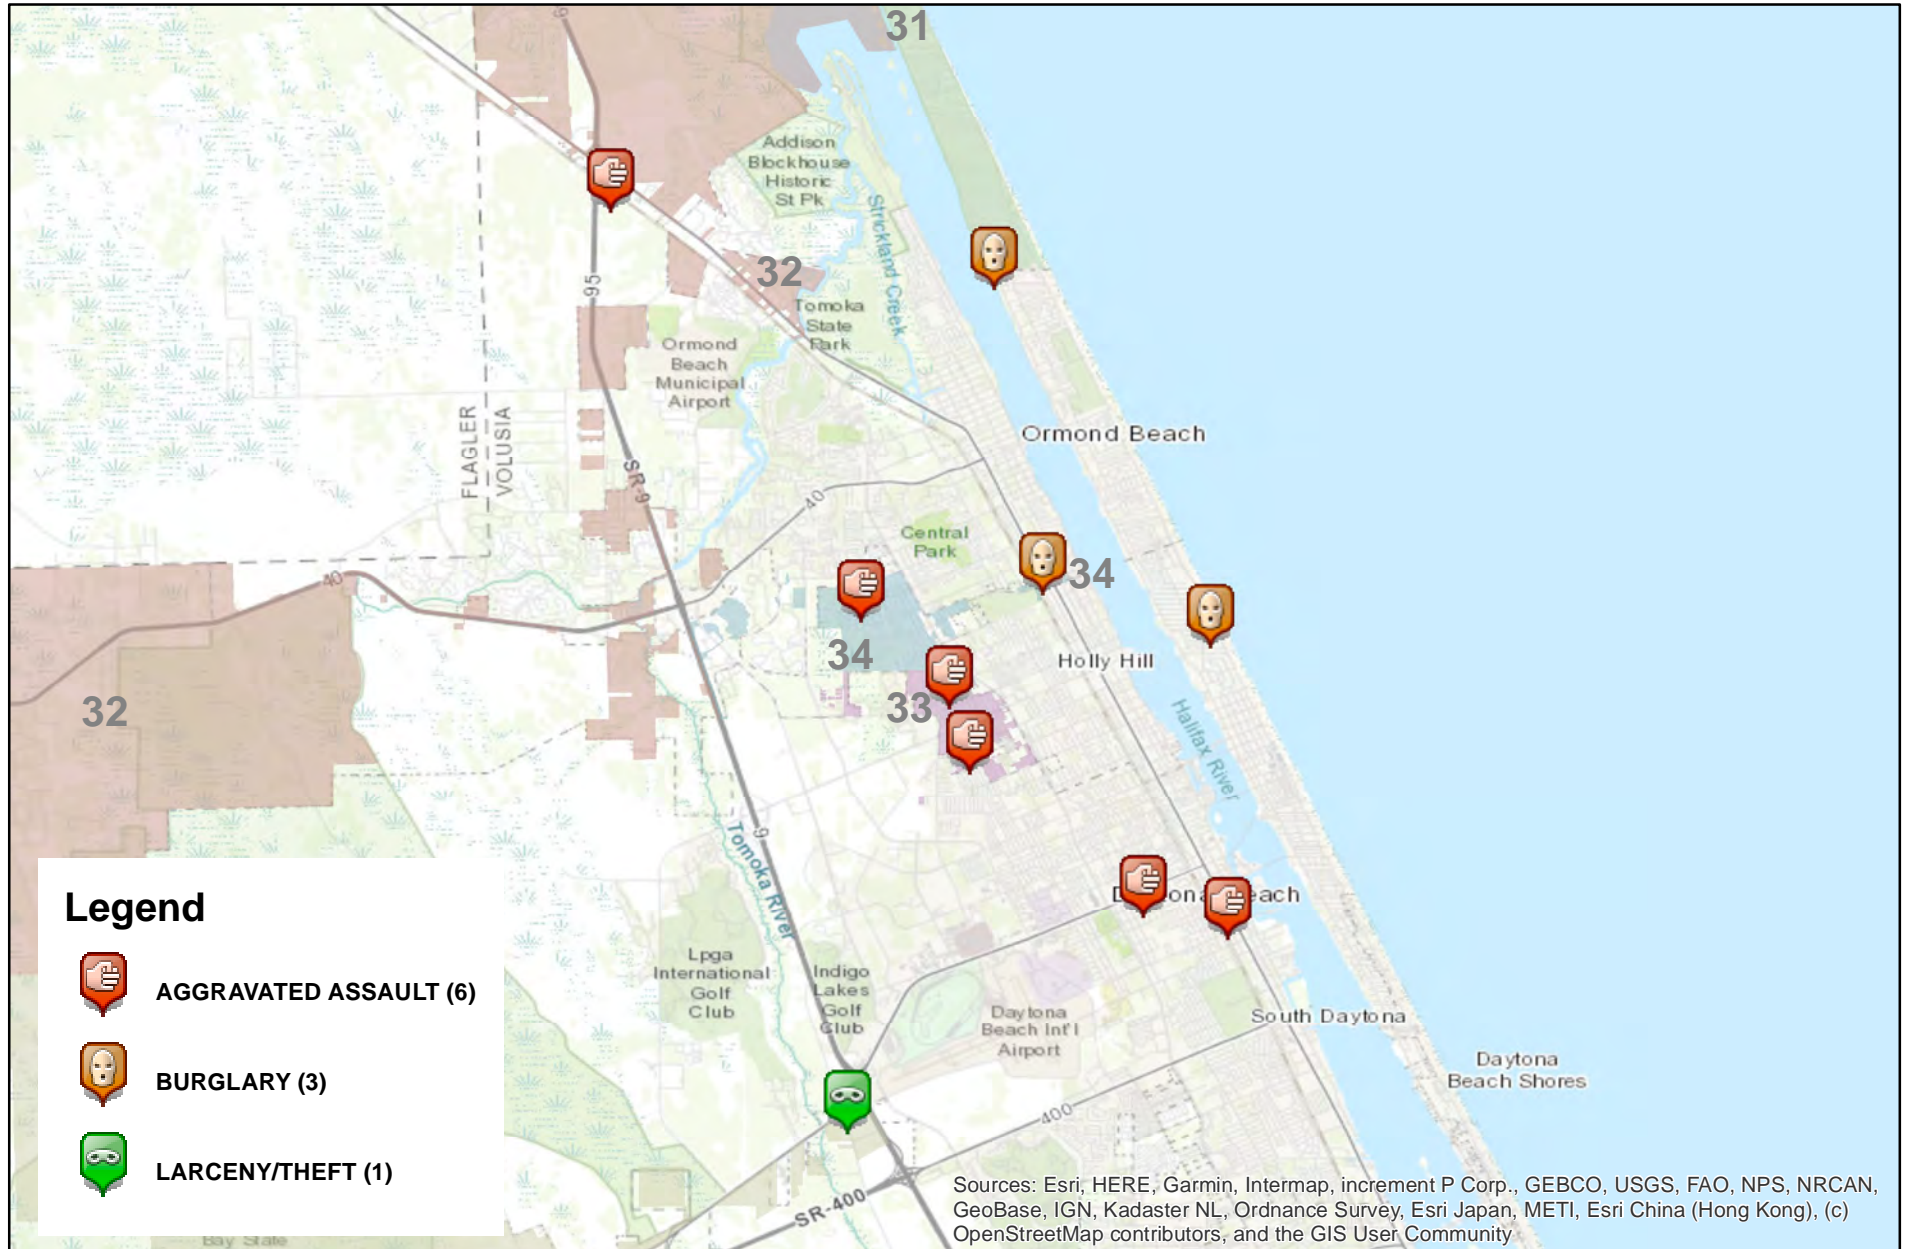 31
Addison
Blockhouse
Historic
St Pk
Strickland Creek
32
95
Tomoka
State
Park
Ormond
Beach
Municipal
Airport
FLAGLER
VOLUSIA
Ormond Beach
SR-9
40
Central
Park
34
40
34
Holly Hill
33
32
Halifax River
9
Tomoka River
Legend
AGGRAVATED ASSAULT (6)
BURGLARY (3)
LARCENY/THEFT (1)
Lpga
International
Golf
Club
Indigo
Lakes
Golf
Club
Daytona
Beach Int'l
Airport
South Daytona
Daytona
Beach Shores
400
SR-400
Bay State
Sources: Esri, HERE, Garmin, Intermap, increment P Corp., GEBCO, USGS, FAO, NPS, NRCAN,
GeoBase, IGN, Kadaster NL, Ordnance Survey, Esri Japan, METI, Esri China (Hong Kong), (c)
OpenStreetMap contributors, and the GIS User Community